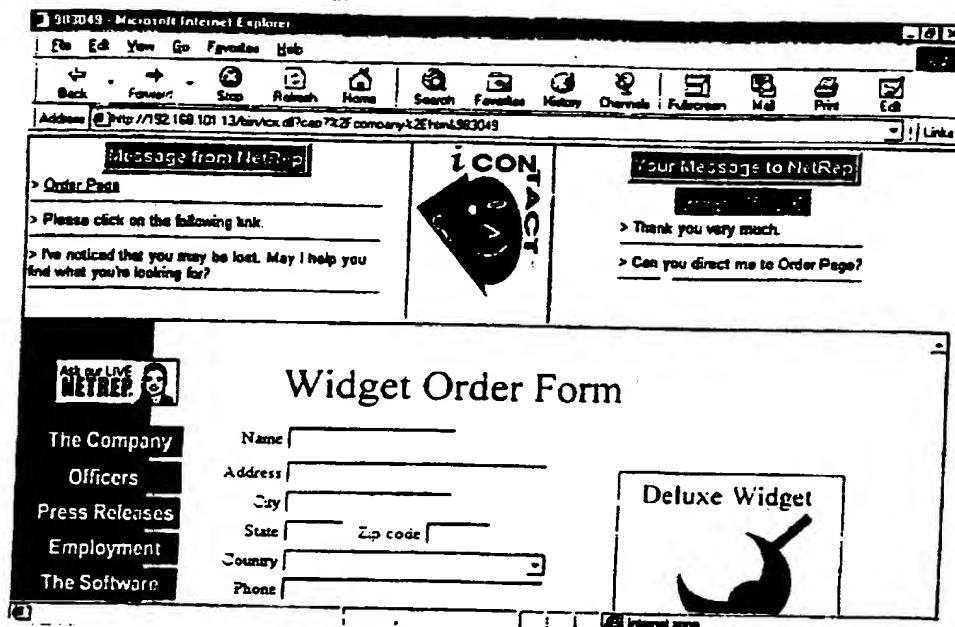 983049 - Microsoft Internet Explorer
File Edit View Go Favorites Help
Back Forward Stop Refresh Home Search Favorites History Channels Fullscreen Mail Print Edit
Address Links
Message from NetRep
> Order Page
> Please click on the following link.
> I've noticed that you may be lost. May I help you
find what you're looking for?
i CONTACT
Your Message to NetRep
> Thank you very much.
> Can you direct me to Order Page?
Ask our LIVE
NETREP.
The Company
Officers
Press Releases
Employment
The Software
Widget Order Form
Name
Address
City
State Zip code
Country
Phone
Deluxe Widget
Internet zone